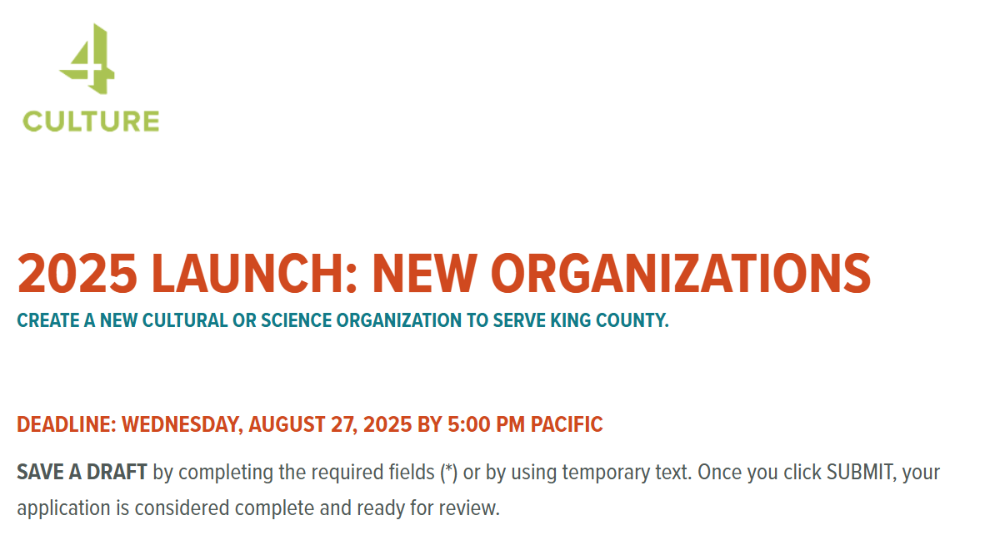 4
CULTURE
2025 LAUNCH: NEW ORGANIZATIONS
CREATE A NEW CULTURAL OR SCIENCE ORGANIZATION TO SERVE KING COUNTY.
DEADLINE: WEDNESDAY, AUGUST 27, 2025 BY 5:00 PM PACIFIC
SAVE A DRAFT by completing the required fields (*) or by using temporary text. Once you click SUBMIT, your
application is considered complete and ready for review.